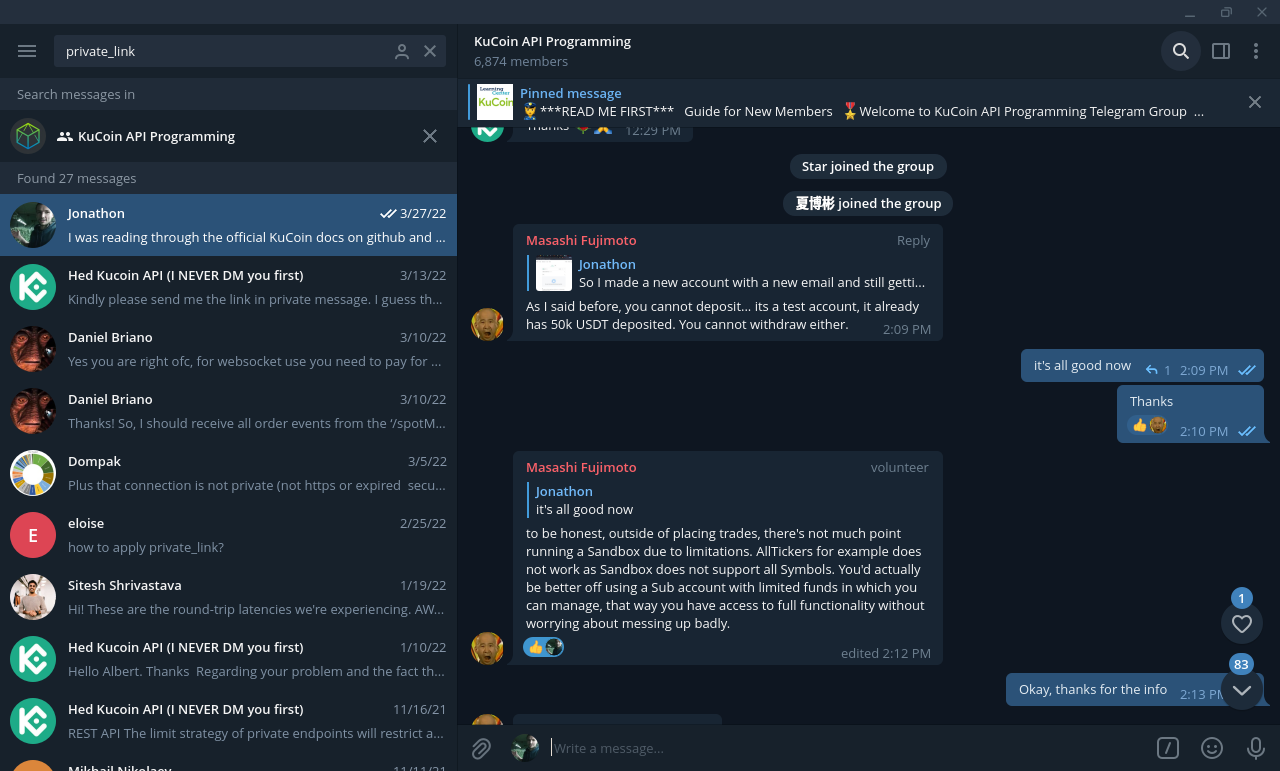 private_link
Search messages in
KuCoin API Programming
Found 27 messages
Jonathon 3/27/22
I was reading through the official KuCoin docs on github and ...
Hed Kucoin API (I NEVER DM you first) 3/13/22
Kindly please send me the link in private message. I guess th...
Daniel Briano 3/10/22
Yes you are right ofc, for websocket use you need to pay for ...
Daniel Briano 3/10/22
Thanks! So, I should receive all order events from the ‘/spotM...
Dompak 3/5/22
Plus that connection is not private (not https or expired  secu...
E
eloise 2/25/22
how to apply private_link?
Sitesh Shrivastava 1/19/22
Hi! These are the round-trip latencies we're experiencing. AW...
Hed Kucoin API (I NEVER DM you first) 1/10/22
Hello Albert. Thanks  Regarding your problem and the fact th...
Hed Kucoin API (I NEVER DM you first) 11/16/21
REST API The limit strategy of private endpoints will restrict a...
Mikhail Nikolaev 11/11/21
KuCoin API Programming
6,874 members
Learning Center
KuCoin
Pinned message
***READ ME FIRST***   Guide for New Members   🎖️Welcome to KuCoin API Programming Telegram Group  ...
Thanks 12:29 PM
Star joined the group
夏博彬 joined the group
Masashi Fujimoto Reply
Jonathon
So I made a new account with a new email and still getti...
As I said before, you cannot deposit... its a test account, it already
has 50k USDT deposited. You cannot withdraw either. 2:09 PM
it's all good now 1 2:09 PM
Thanks
👍 2:10 PM
Masashi Fujimoto volunteer
Jonathon
it's all good now
to be honest, outside of placing trades, there's not much point
running a Sandbox due to limitations. AllTickers for example does
not work as Sandbox does not support all Symbols. You'd actually
be better off using a Sub account with limited funds in which you
can manage, that way you have access to full functionality without
worrying about messing up badly.
👍 edited 2:12 PM
1
83
Okay, thanks for the info 2:13 PM
Write a message...